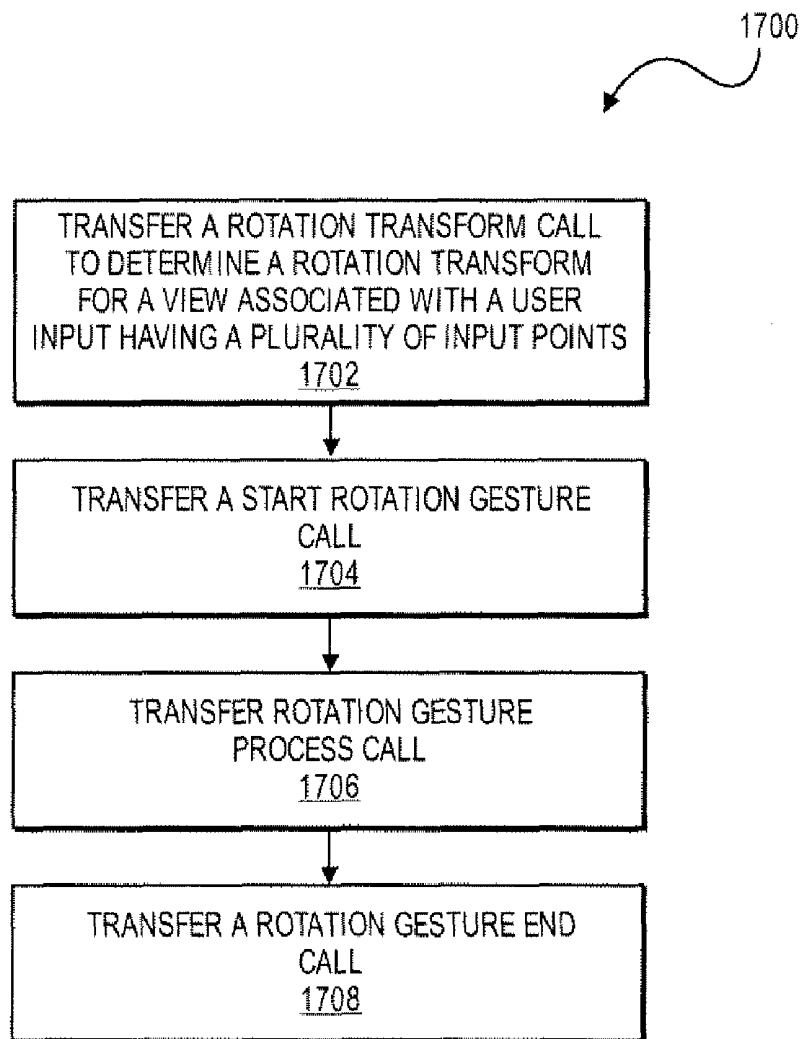 1700
TRANSFER A ROTATION TRANSFORM CALL
TO DETERMINE A ROTATION TRANSFORM
FOR A VIEW ASSOCIATED WITH A USER
INPUT HAVING A PLURALITY OF INPUT POINTS
1702
TRANSFER A START ROTATION GESTURE
CALL
1704
TRANSFER ROTATION GESTURE
PROCESS CALL
1706
TRANSFER A ROTATION GESTURE END
CALL
1708